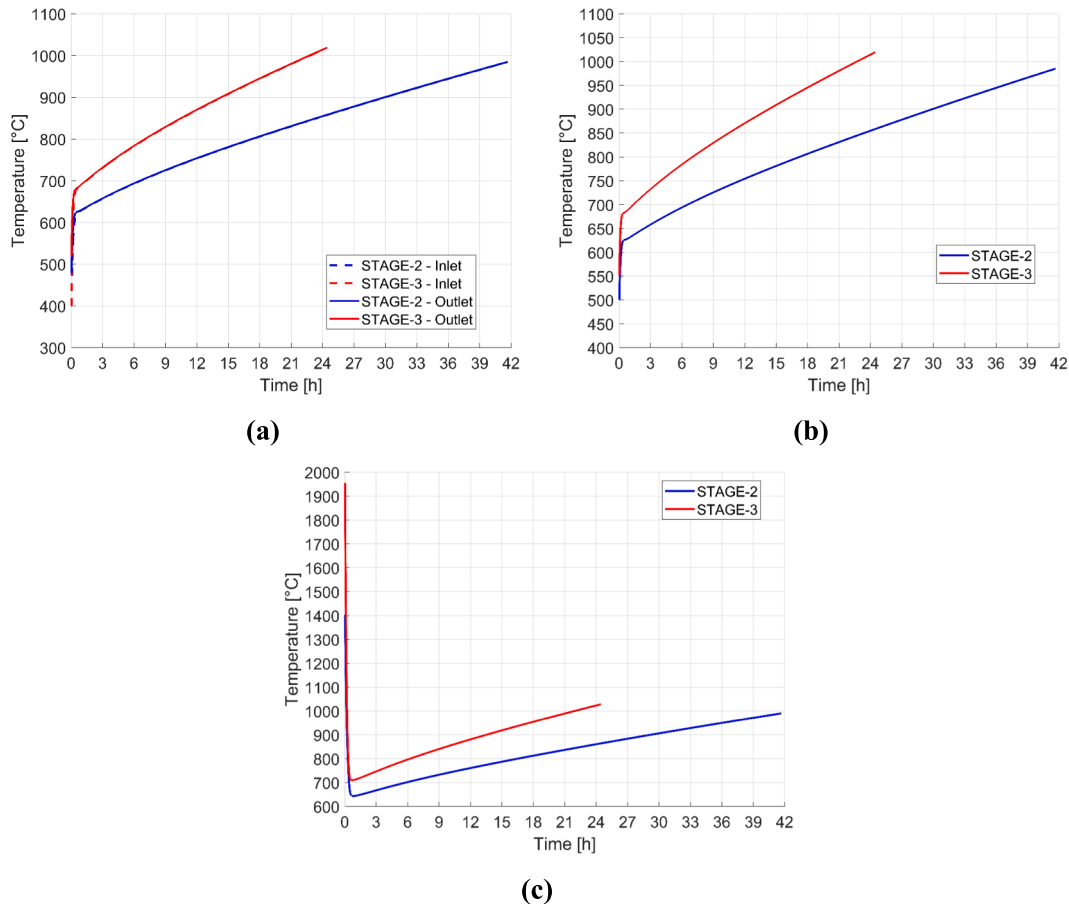 1100
1000
900
800
700
600
500
400
300
Temperature [°C]
0 3 6 9 12 15 18 21 24 27 30 33 36 39 42
Time [h]
STAGE-2 - Inlet
STAGE-3 - Inlet
STAGE-2 - Outlet
STAGE-3 - Outlet
(a)
1100
1050
1000
950
900
850
800
750
700
650
600
550
500
450
400
Temperature [°C]
0 3 6 9 12 15 18 21 24 27 30 33 36 39 42
Time [h]
STAGE-2
STAGE-3
(b)
2000
1900
1800
1700
1600
1500
1400
1300
1200
1100
1000
900
800
700
600
Temperature [°C]
0 3 6 9 12 15 18 21 24 27 30 33 36 39 42
Time [h]
STAGE-2
STAGE-3
(c)